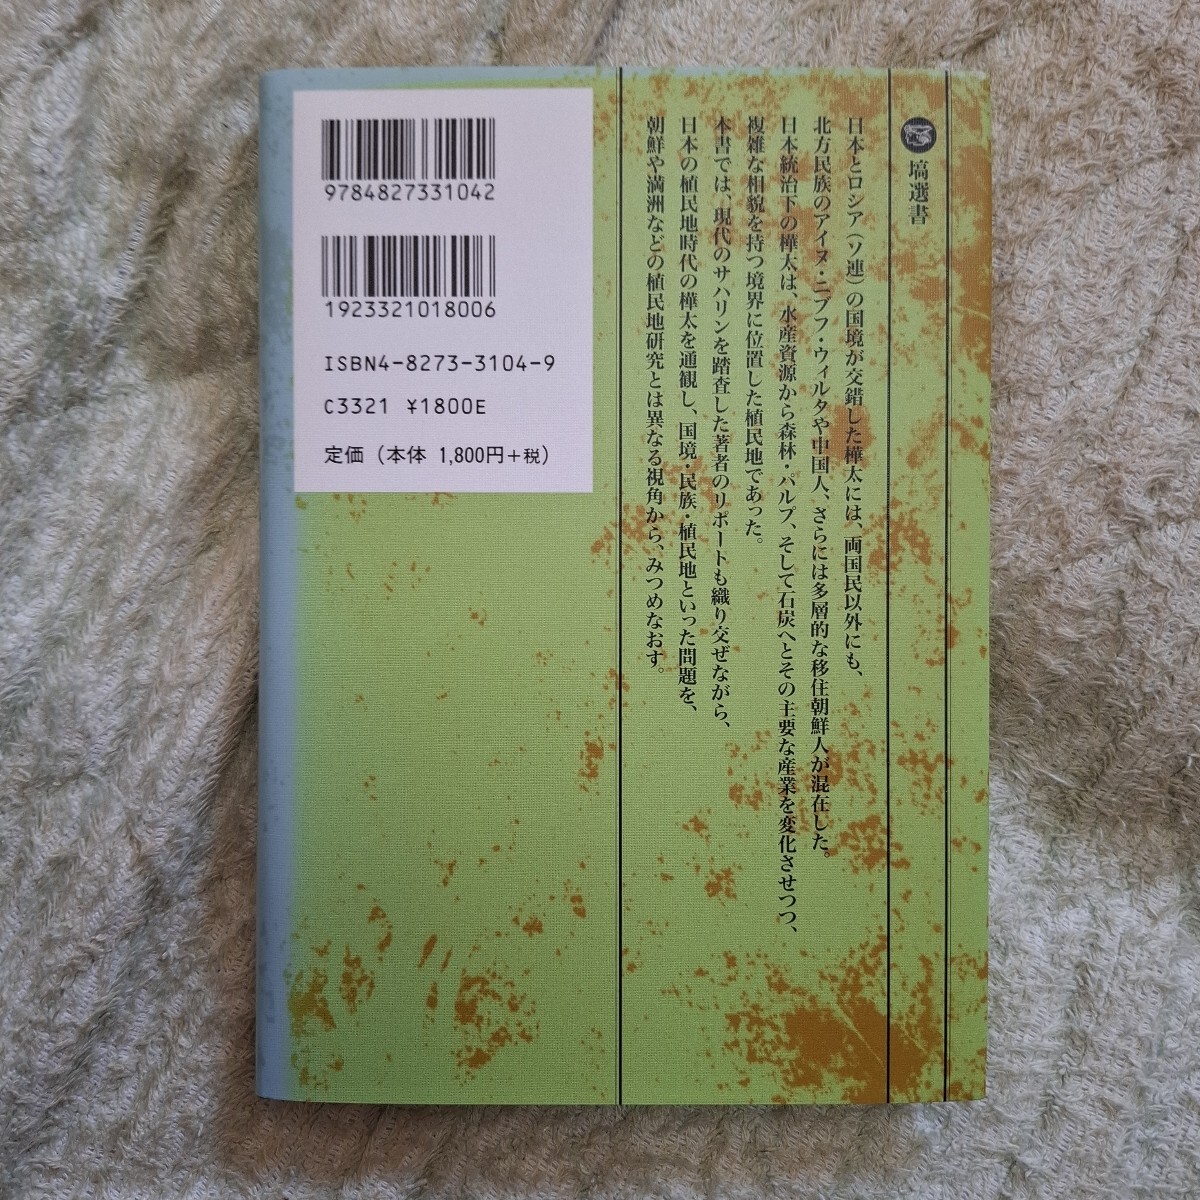 塙選書
日本とロシア（ソ連）の国境が交錯した樺太には、両国民以外にも、
北方民族のアイヌ・ニブフ・ウィルタや中国人、さらには多層的な移住朝鮮人が混在した。
日本統治下の樺太は、水産資源から森林・パルプ、そして石炭へとその主要な産業を変化させつつ、
複雑な相貌を持つ境界に位置した植民地であった。
本書では、現代のサハリンを踏査した著者のリポートも織り交ぜながら、
日本の植民地時代の樺太を通観し、国境・民族・植民地といった問題を、
朝鮮や満洲などの植民地研究とは異なる視角から、みつめなおす。
9784827331042
1923321018006
ISBN4-8273-3104-9
C3321 ¥1800E
定価（本体 1,800円+税）